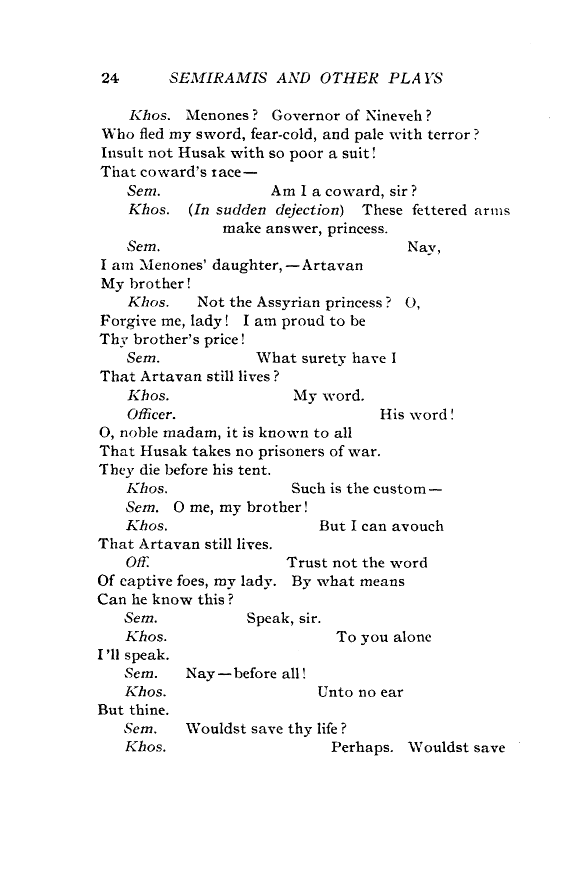 24 SEMIRAMIS AND OTHER PLAYS
Khos. Menones? Governor of Nineveh?
Who fled my sword, fear-cold, and pale with terror?
Insult not Husak with so poor a suit!
That coward's race—
Sem. Am I a coward, sir?
Khos. (In sudden dejection) These fettered arms
make answer, princess.
Sem. Nay,
I am Menones' daughter,—Artavan
My brother!
Khos. Not the Assyrian princess? O,
Forgive me, lady! I am proud to be
Thy brother's price!
Sem. What surety have I
That Artavan still lives?
Khos. My word.
Officer. His word!
O, noble madam, it is known to all
That Husak takes no prisoners of war.
They die before his tent.
Khos. Such is the custom—
Sem. O me, my brother!
Khos. But I can avouch
That Artavan still lives.
Off. Trust not the word
Of captive foes, my lady. By what means
Can he know this?
Sem. Speak, sir.
Khos. To you alone
I'll speak.
Sem. Nay—before all!
Khos. Unto no ear
But thine.
Sem. Wouldst save thy life?
Khos. Perhaps. Wouldst save